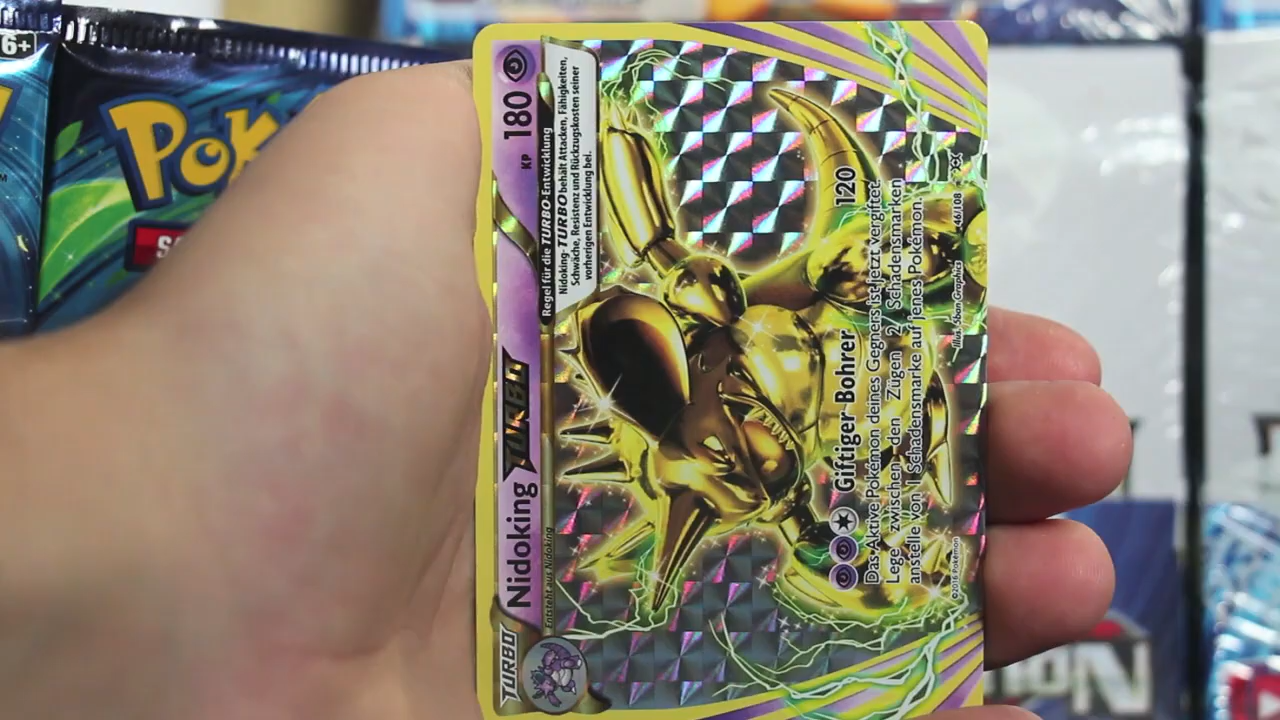 6+
POK
TURBO
Nidoking TURBO
KP 180
Entsteht aus Nidoking
Regel für die TURBO-Entwicklung
Nidoking-TURBO behält Attacken, Fähigkeiten,
Schwäche, Resistenz und Rückzugskosten seiner
vorherigen Entwicklung bei.
Giftiger Bohrer 120
Das Aktive Pokémon deines Gegners ist jetzt vergiftet.
Lege zwischen den Zügen 2 Schadensmarken
anstelle von 1 Schadensmarke auf jenes Pokémon.
©2016 Pokémon
Illus. 5ban Graphics
46/108